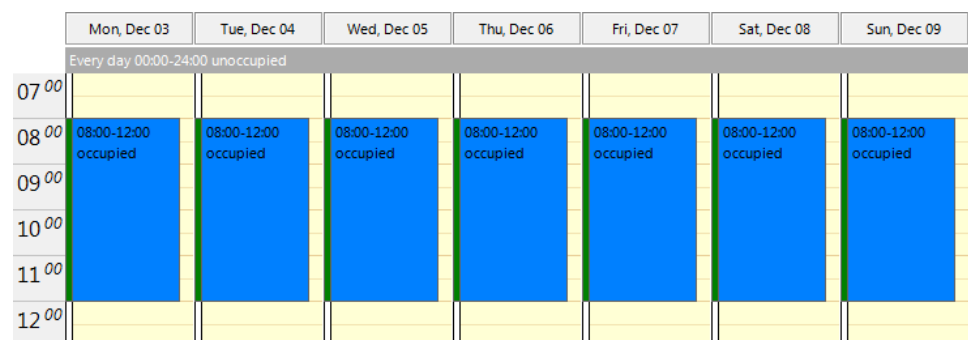 Mon, Dec 03 Tue, Dec 04 Wed, Dec 05 Thu, Dec 06 Fri, Dec 07 Sat, Dec 08 Sun, Dec 09
Every day 00:00-24:00 unoccupied
07 00
08 00 08:00-12:00 08:00-12:00 08:00-12:00 08:00-12:00 08:00-12:00 08:00-12:00 08:00-12:00
occupied occupied occupied occupied occupied occupied occupied
09 00
10 00
11 00
12 00